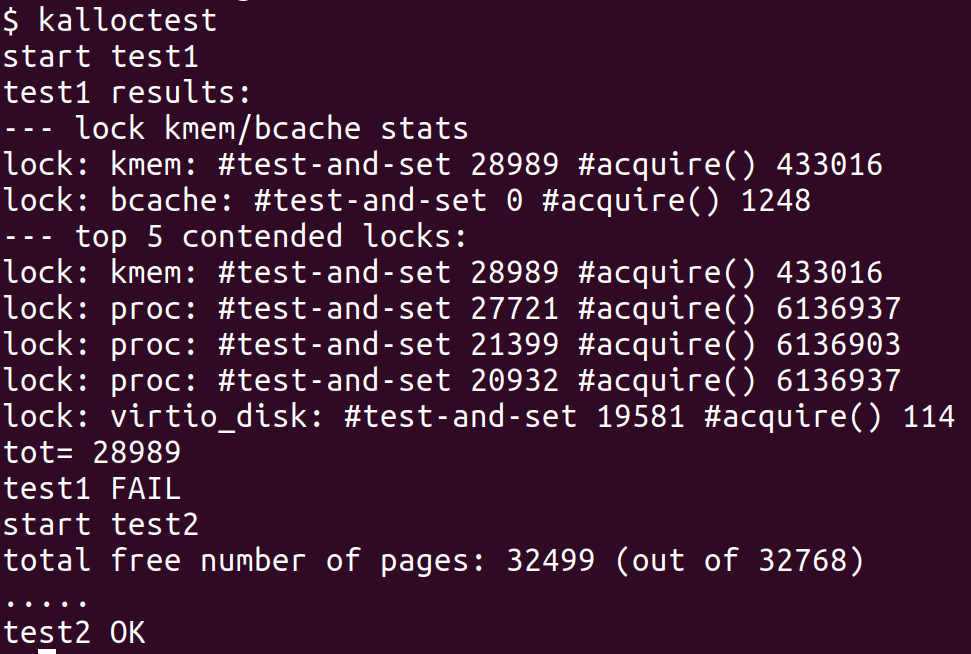 $ kalloctest
start test1
test1 results:
--- lock kmem/bcache stats
lock: kmem: #test-and-set 28989 #acquire() 433016
lock: bcache: #test-and-set 0 #acquire() 1248
--- top 5 contended locks:
lock: kmem: #test-and-set 28989 #acquire() 433016
lock: proc: #test-and-set 27721 #acquire() 6136937
lock: proc: #test-and-set 21399 #acquire() 6136903
lock: proc: #test-and-set 20932 #acquire() 6136937
lock: virtio_disk: #test-and-set 19581 #acquire() 114
tot= 28989
test1 FAIL
start test2
total free number of pages: 32499 (out of 32768)
.....
test2 OK